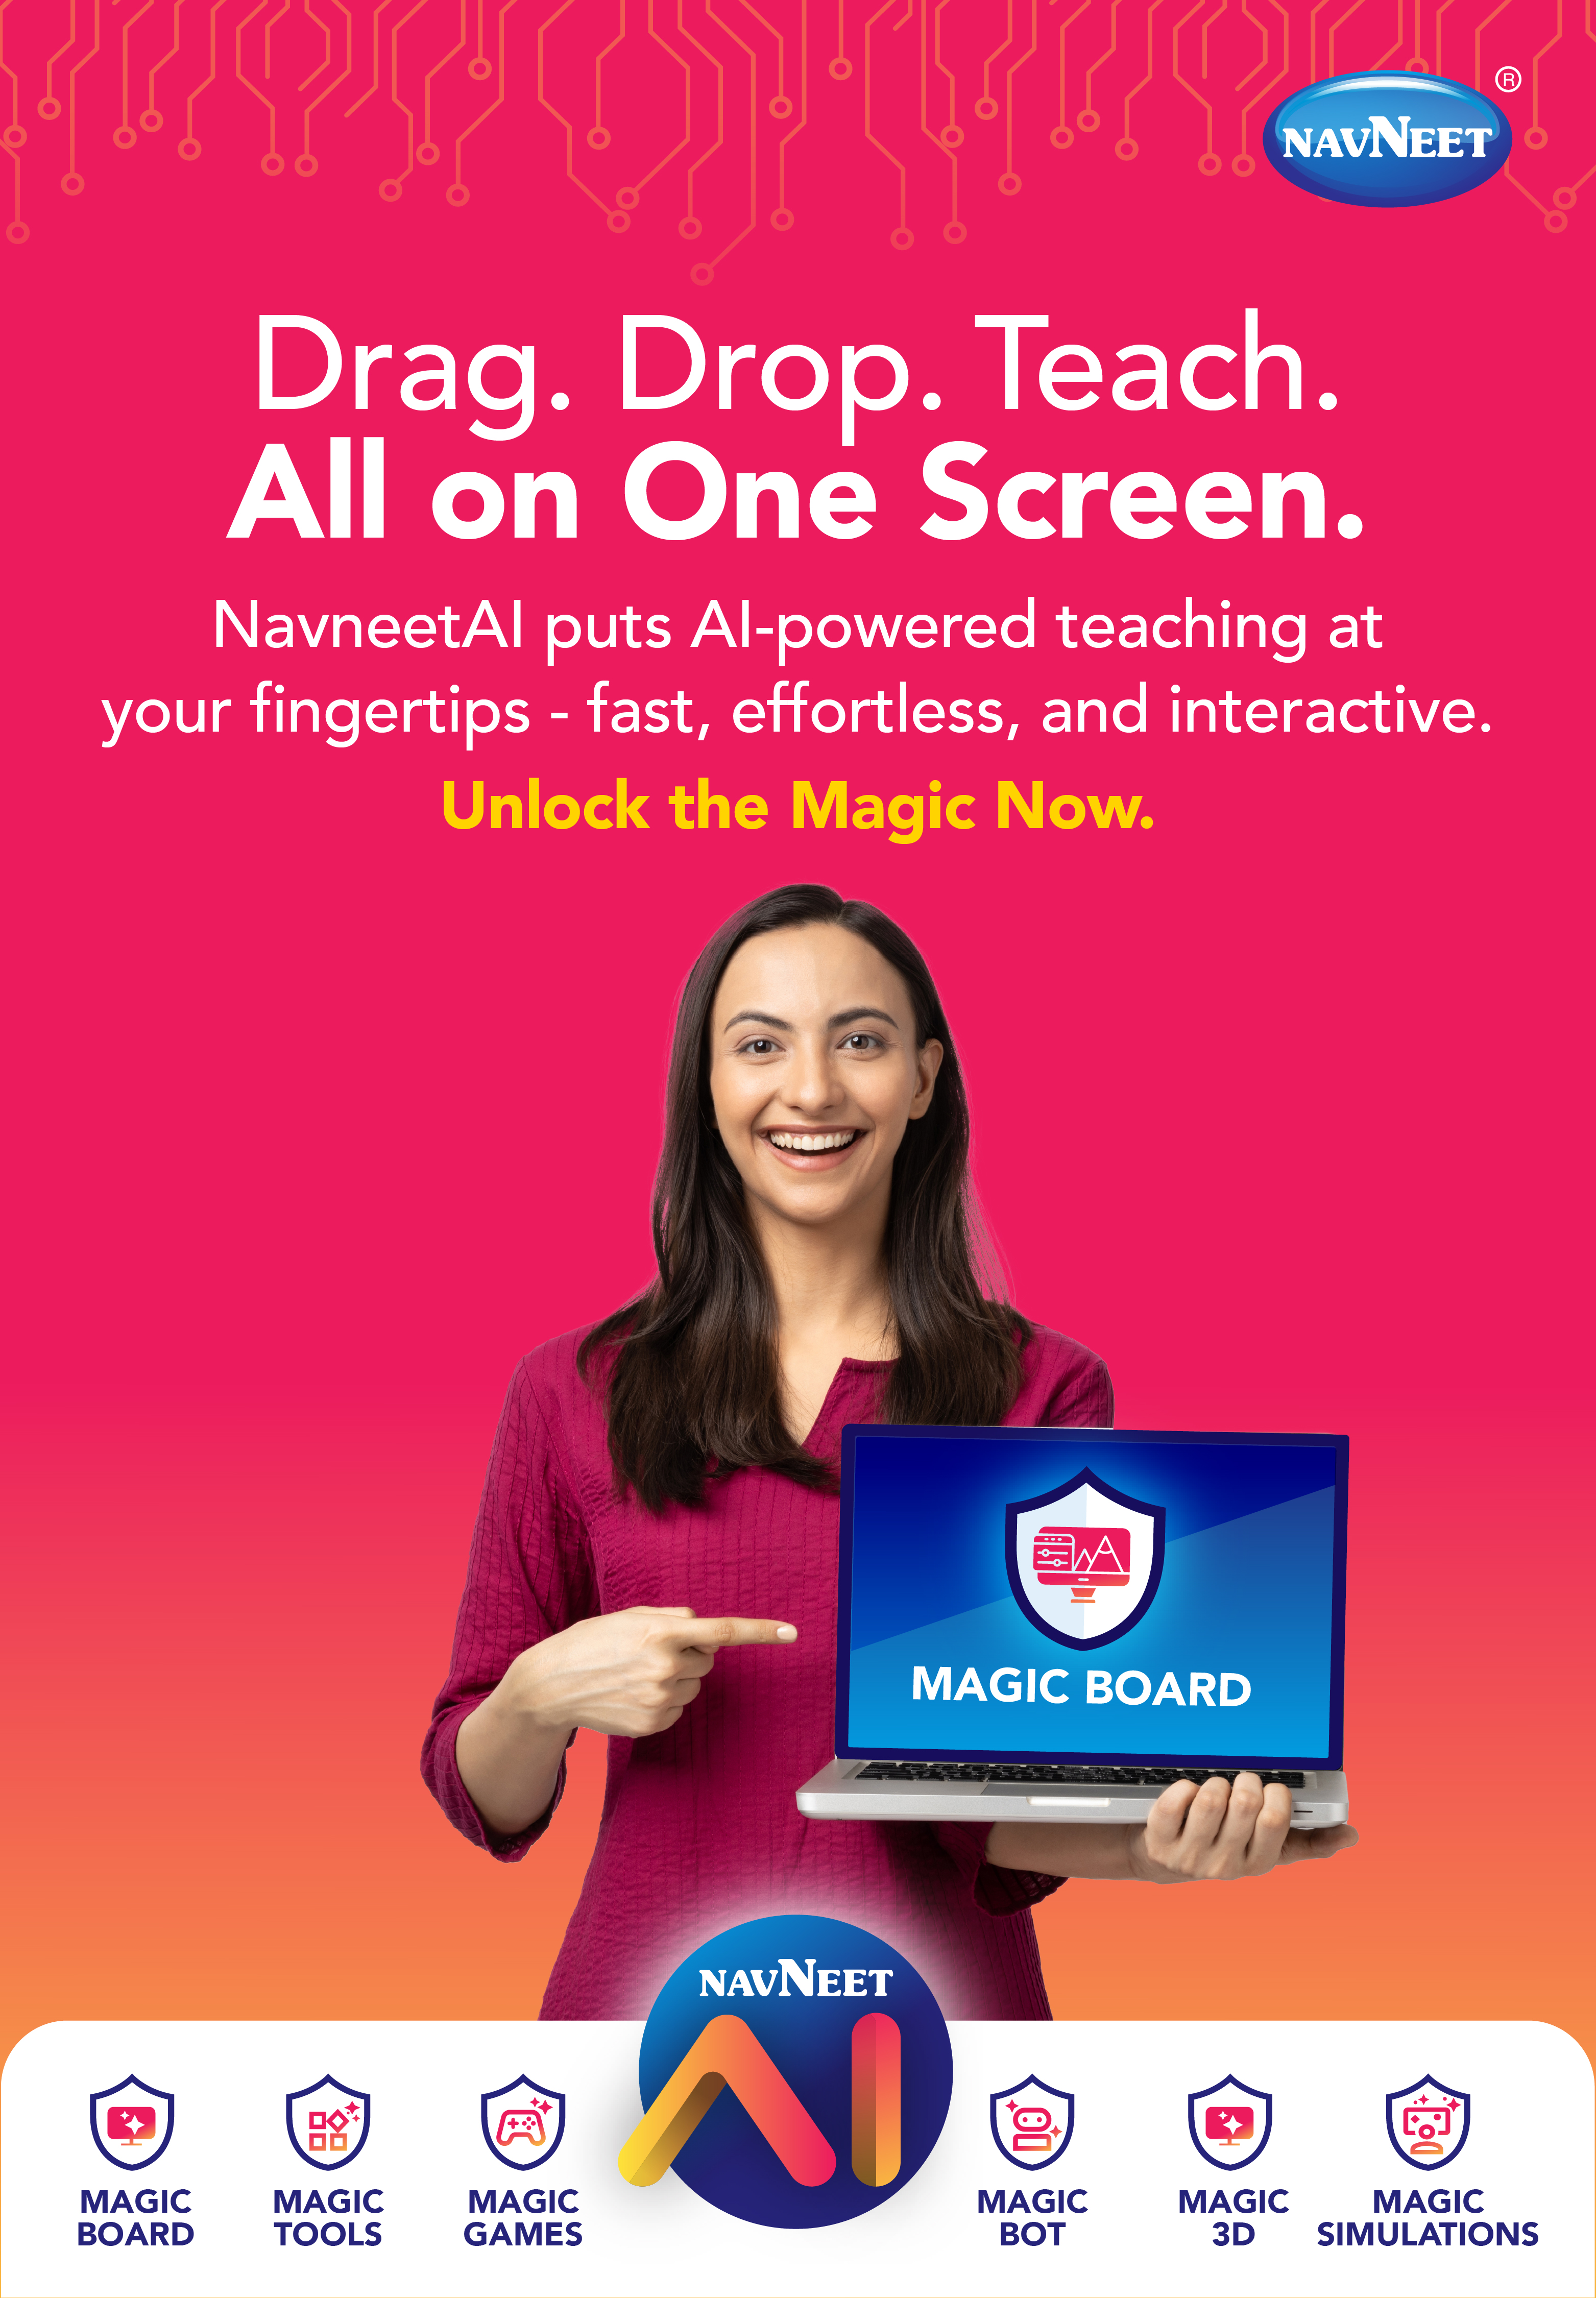 NAVNEET®
Drag. Drop. Teach.
All on One Screen.
NavneetAI puts AI-powered teaching at
your fingertips - fast, effortless, and interactive.
Unlock the Magic Now.
MAGIC BOARD
NAVNEET
AI
MAGIC
BOARD
MAGIC
TOOLS
MAGIC
GAMES
MAGIC
BOT
MAGIC
3D
MAGIC
SIMULATIONS